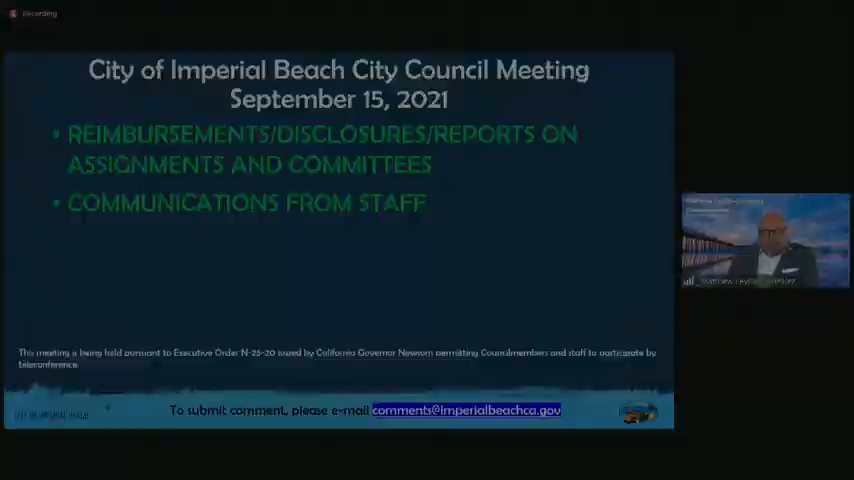 Recording
City of Imperial Beach City Council Meeting
September 15, 2021
• REIMBURSEMENTS/DISCLOSURES/REPORTS ON
ASSIGNMENTS AND COMMITTEES
• COMMUNICATIONS FROM STAFF
This meeting is being held pursuant to Executive Order N-25-20 issued by California Governor Newsom permitting Councilmembers and staff to participate by
teleconference.
To submit comment, please e-mail comments@imperialbeachca.gov
Matthew